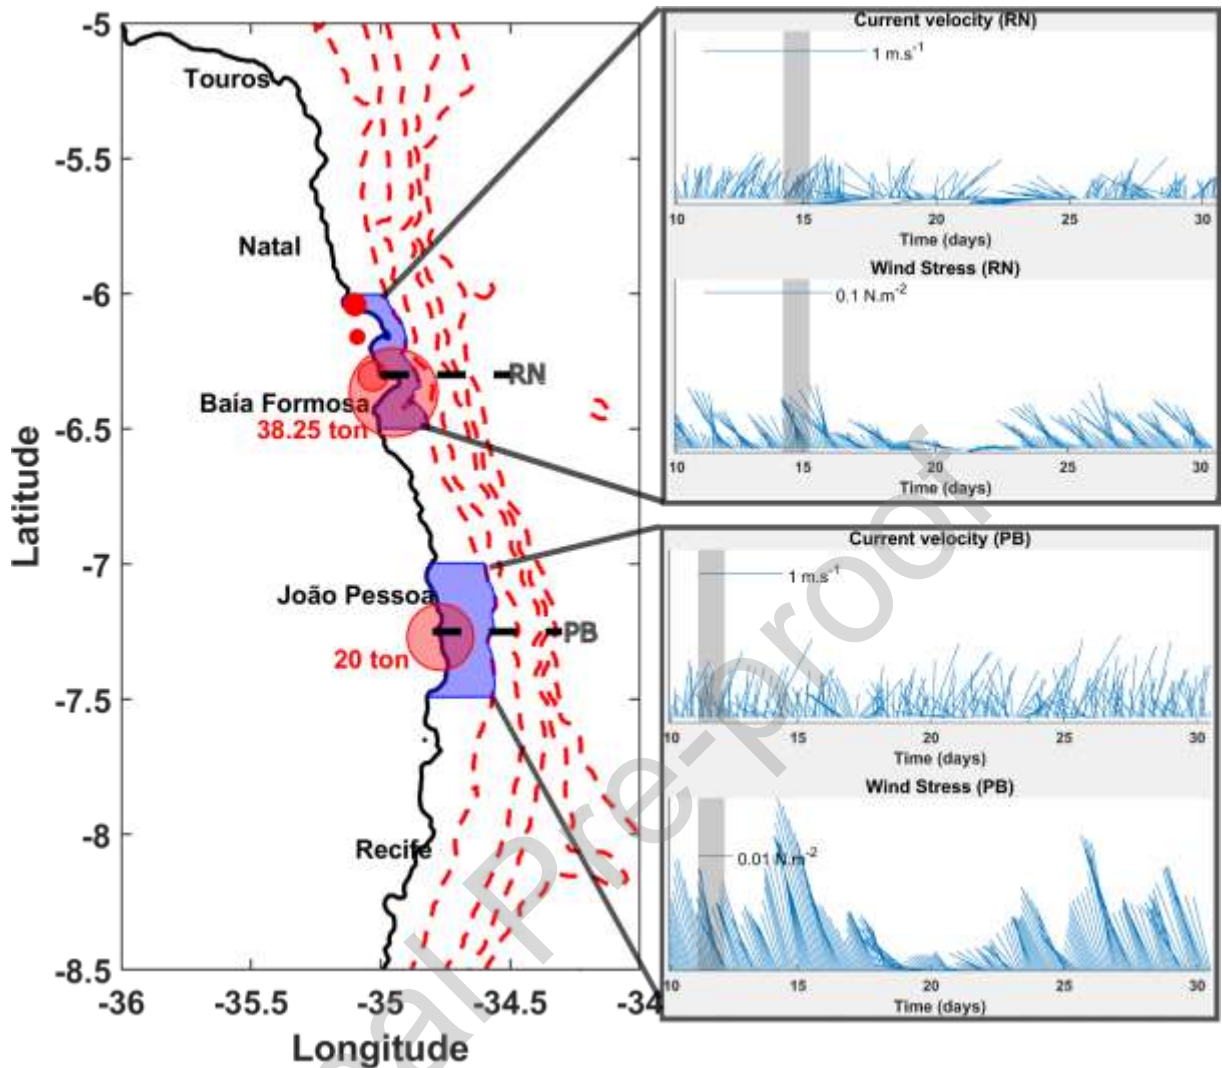 -5
-5.5
-6
-6.5
-7
-7.5
-8
-8.5
Latitude
-36
-35.5
-35
-34.5
-34
Longitude
Touros
Natal
Baía Formosa
38.25 ton
RN
João Pessoa
20 ton
PB
Recife
Current velocity (RN)
1 m.s-1
10 15 20 25 30
Time (days)
Wind Stress (RN)
0.1 N.m-2
10 15 20 25 30
Time (days)
Current velocity (PB)
1 m.s-1
10 15 20 25 30
Time (days)
Wind Stress (PB)
0.01 N.m-2
10 15 20 25 30
Time (days)
al Pre-proof